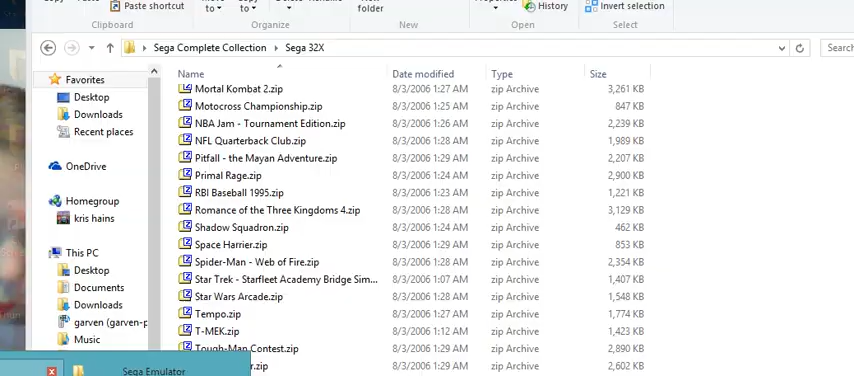 Paste shortcut
to
to
folder
History
Invert selection
Clipboard
Organize
New
Open
Select
Sega Complete Collection
Sega 32X
Search
Name
Date modified
Type
Size
Favorites
Desktop
Downloads
Recent places
OneDrive
Homegroup
kris hains
This PC
Desktop
Documents
Downloads
garven (garven-p
Music
Mortal Kombat 2.zip 8/3/2006 1:27 AM zip Archive 3,261 KB
Motocross Championship.zip 8/3/2006 1:25 AM zip Archive 847 KB
NBA Jam - Tournament Edition.zip 8/3/2006 1:26 AM zip Archive 2,239 KB
NFL Quarterback Club.zip 8/3/2006 1:28 AM zip Archive 1,989 KB
Pitfall - the Mayan Adventure.zip 8/3/2006 1:29 AM zip Archive 2,207 KB
Primal Rage.zip 8/3/2006 1:24 AM zip Archive 2,900 KB
RBI Baseball 1995.zip 8/3/2006 1:23 AM zip Archive 1,221 KB
Romance of the Three Kingdoms 4.zip 8/3/2006 1:28 AM zip Archive 3,129 KB
Shadow Squadron.zip 8/3/2006 1:24 AM zip Archive 462 KB
Space Harrier.zip 8/3/2006 1:29 AM zip Archive 853 KB
Spider-Man - Web of Fire.zip 8/3/2006 1:28 AM zip Archive 2,354 KB
Star Trek - Starfleet Academy Bridge Sim... 8/3/2006 1:07 AM zip Archive 1,407 KB
Star Wars Arcade.zip 8/3/2006 1:28 AM zip Archive 1,548 KB
Tempo.zip 8/3/2006 1:27 AM zip Archive 1,774 KB
T-MEK.zip 8/3/2006 1:12 AM zip Archive 1,423 KB
Tough-Man Contest.zip 8/3/2006 1:29 AM zip Archive 2,890 KB
r.zip 8/3/2006 1:29 AM zip Archive 2,602 KB
Sega Emulator